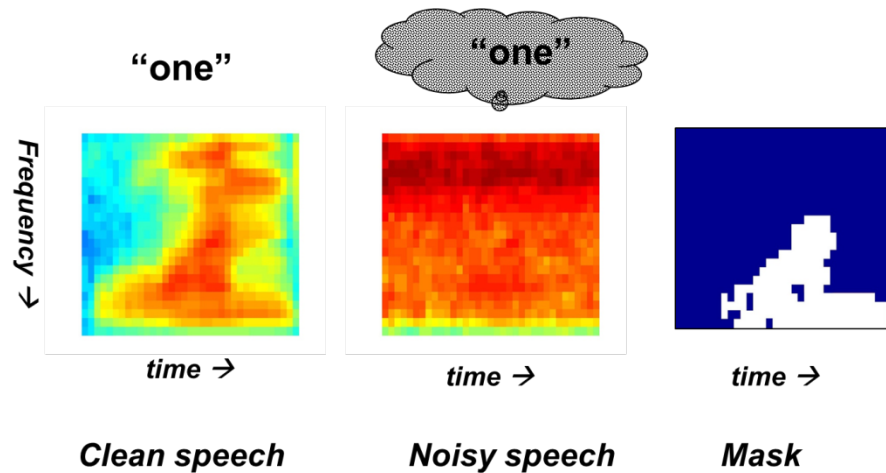 “one”
“one”
Frequency →
time →
time →
time →
Clean speech
Noisy speech
Mask